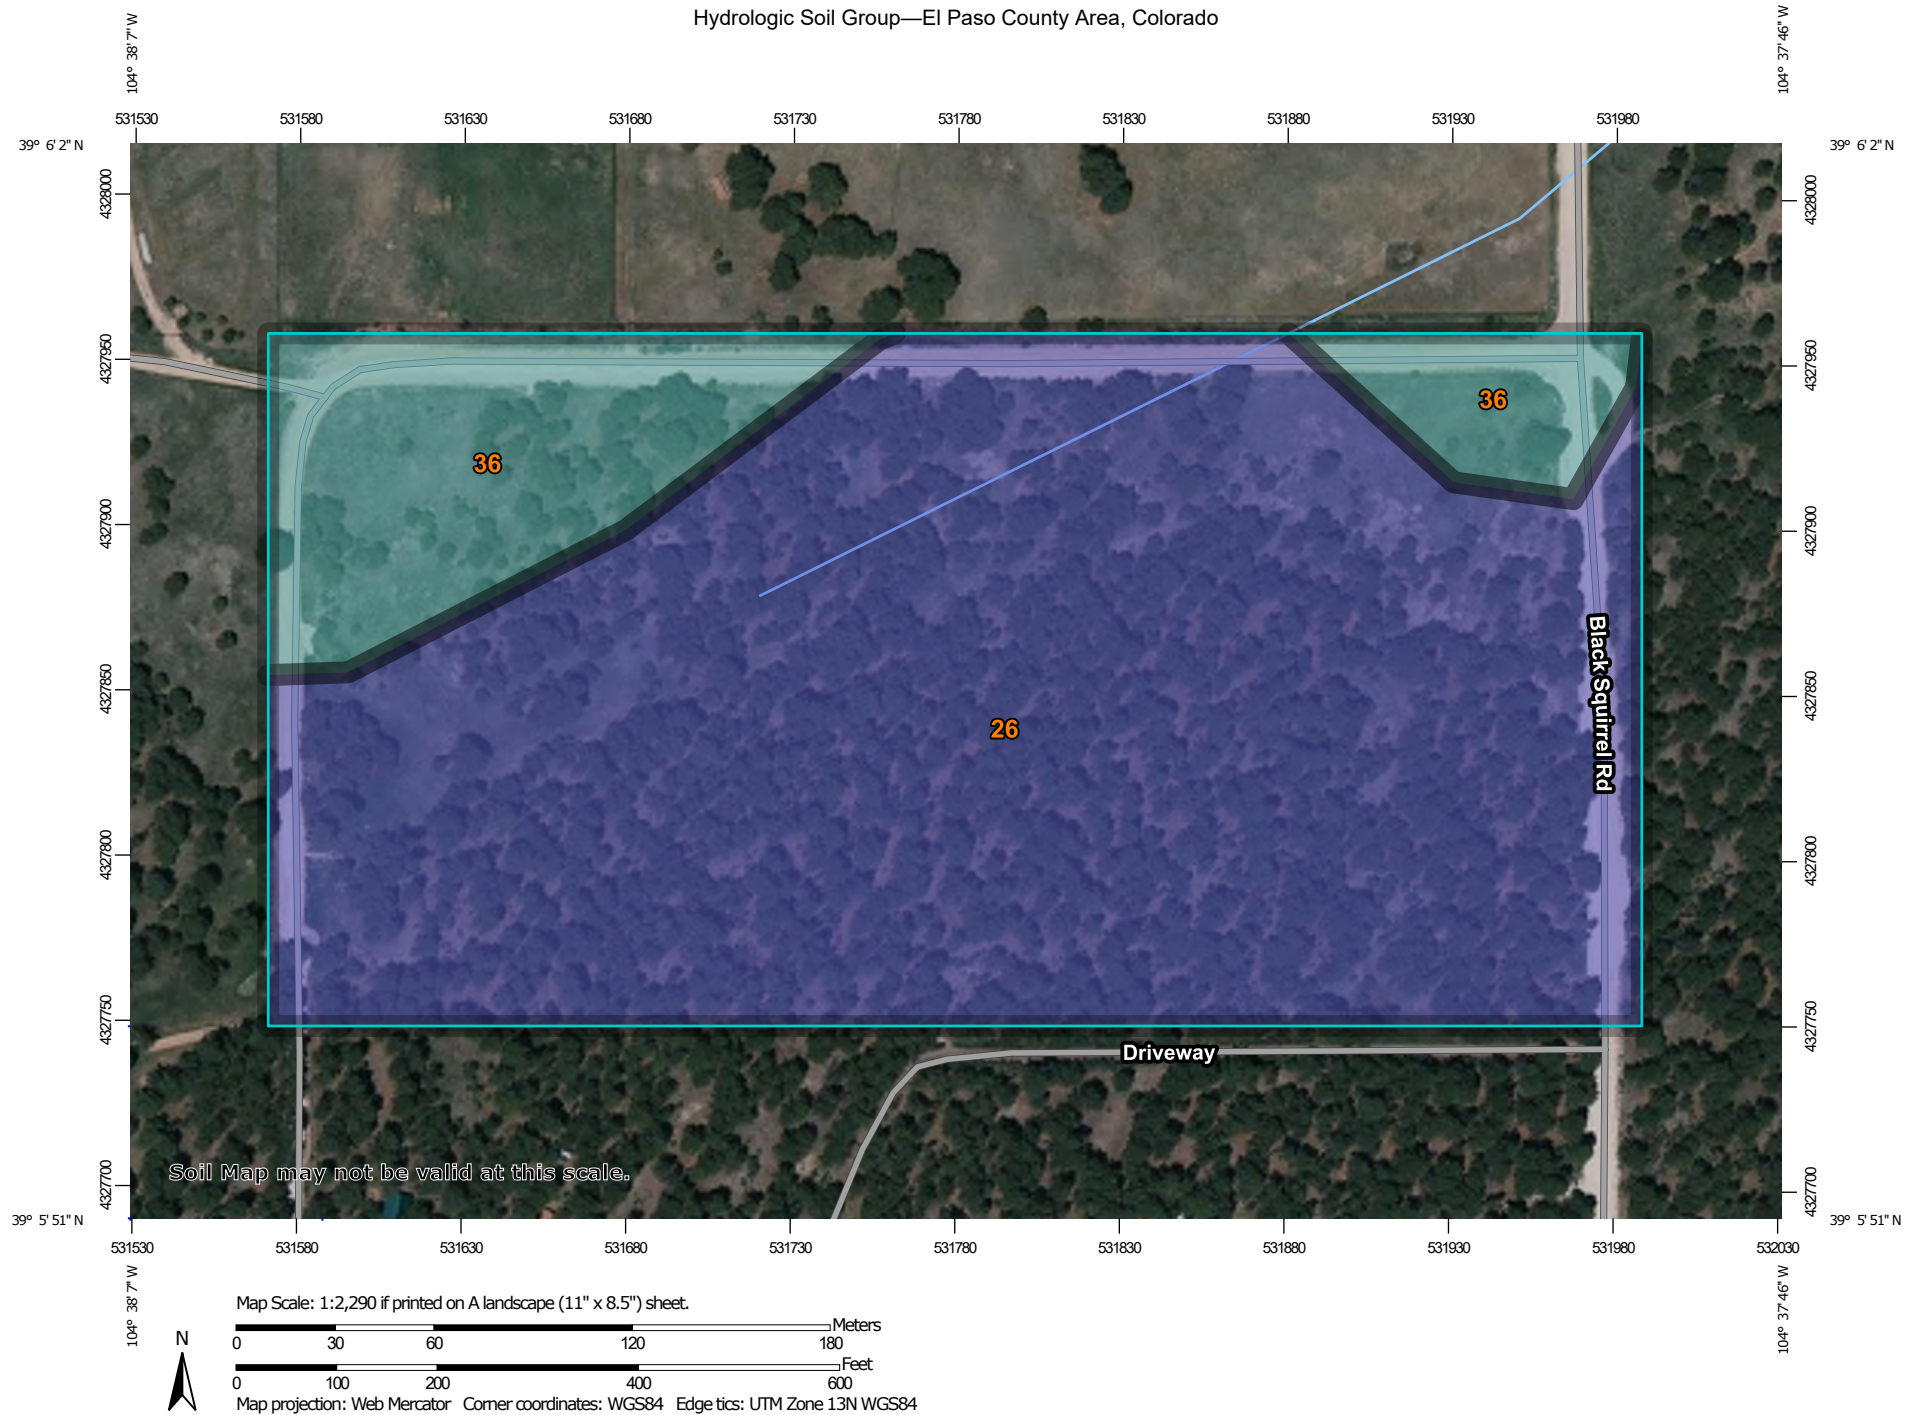 Hydrologic Soil Group—El Paso County Area, Colorado
104° 38' 7'' W
104° 37' 46'' W
531530 531580 531630 531680 531730 531780 531830 531880 531930 531980
39° 6' 2'' N
39° 6' 2'' N
4328000
4328000
4327950
4327950
36
36
4327900
4327900
Black Squirrel Rd
4327850
4327850
26
4327800
4327800
4327750
4327750
Driveway
Soil Map may not be valid at this scale.
4327700
4327700
39° 5' 51'' N
39° 5' 51'' N
531530 531580 531630 531680 531730 531780 531830 531880 531930 531980 532030
104° 38' 7'' W
104° 37' 46'' W
Map Scale: 1:2,290 if printed on A landscape (11" x 8.5") sheet.
Meters
N
0 30 60 120 180
Feet
0 100 200 400 600
Map projection: Web Mercator Corner coordinates: WGS84 Edge tics: UTM Zone 13N WGS84